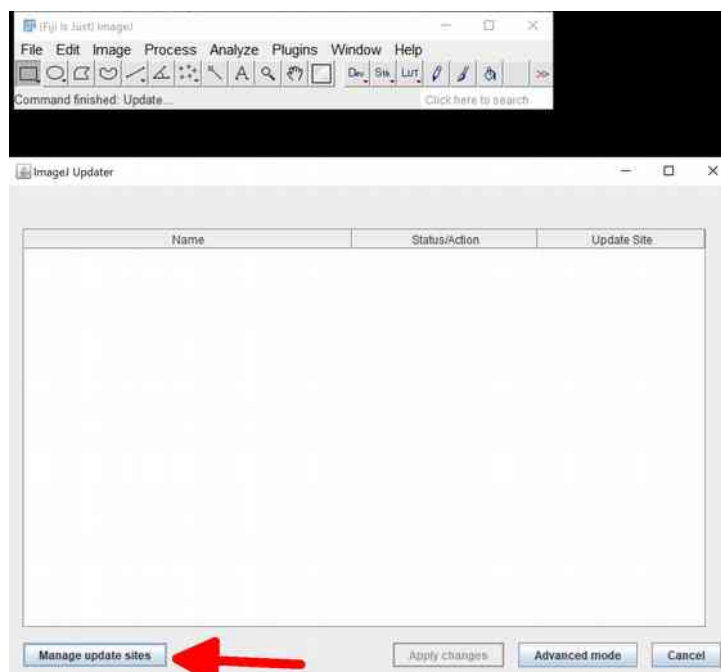 (Fiji Is Just) ImageJ
File Edit Image Process Analyze Plugins Window Help
A Dev Stk LUT >>
Command finished: Update... Click here to search
ImageJ Updater
Name Status/Action Update Site
Manage update sites Apply changes Advanced mode Cancel